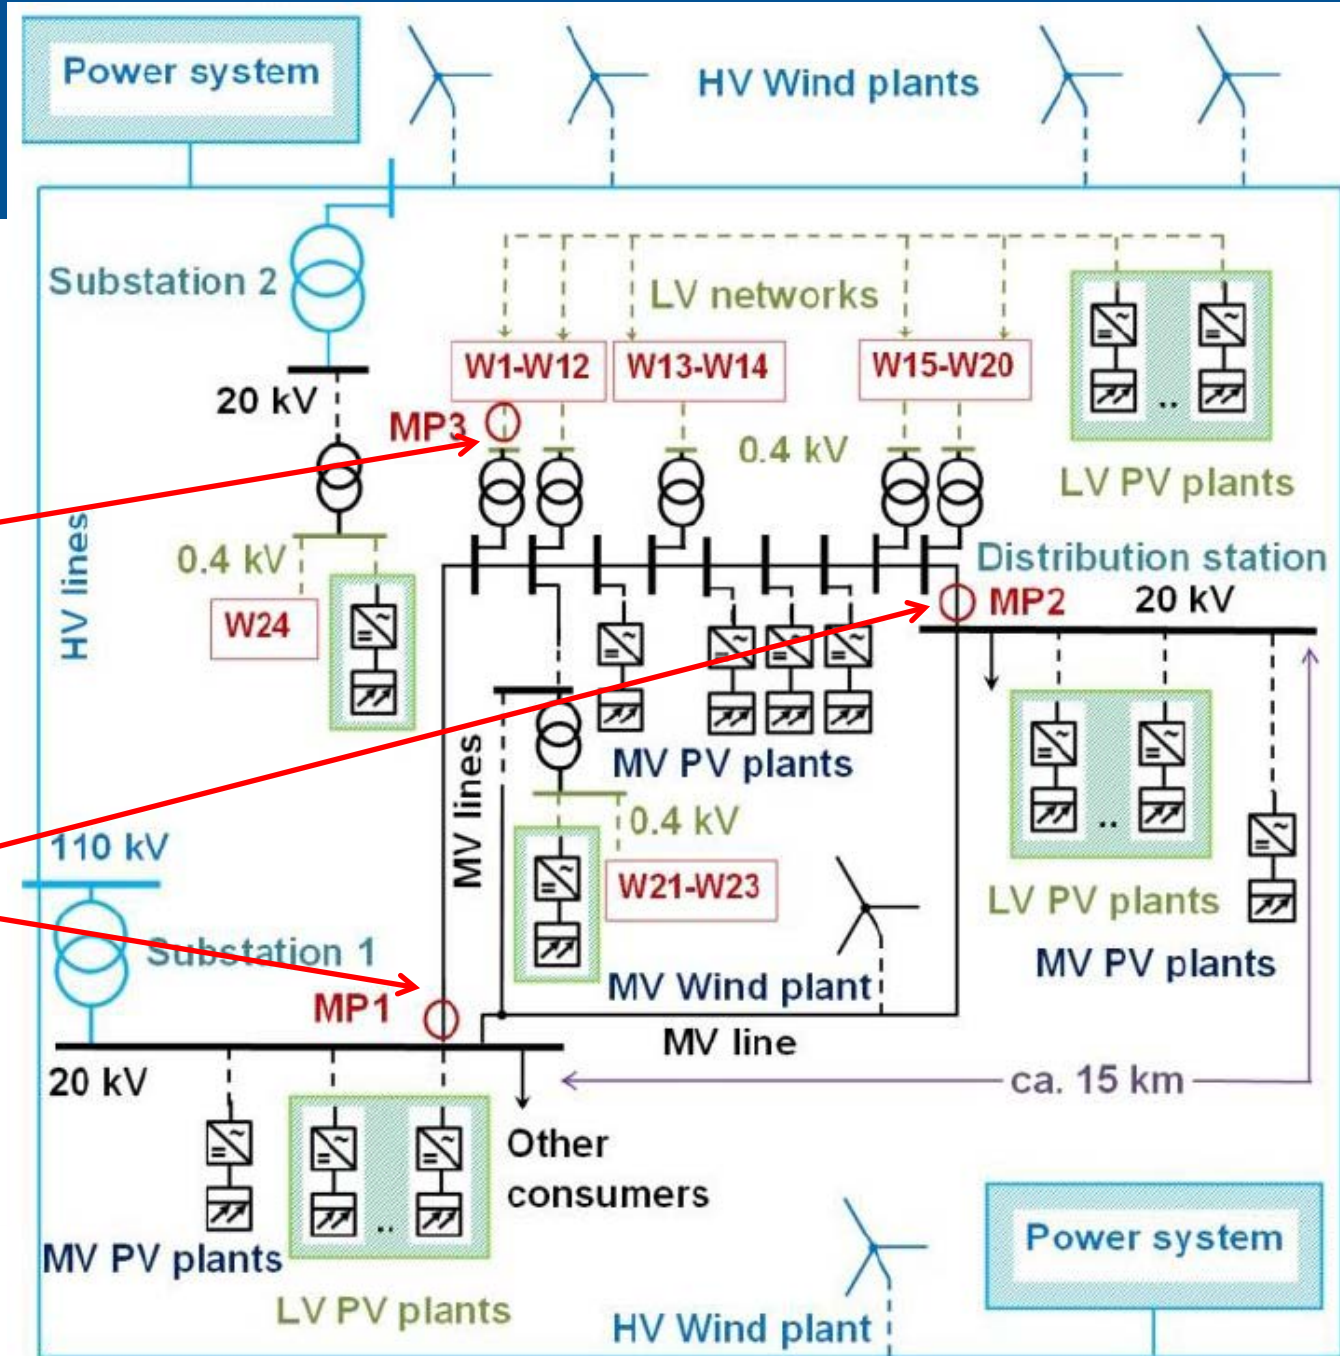 Power system
HV Wind plants
Substation 2
LV networks
W1-W12
W13-W14
W15-W20
20 kV
MP3
0.4 kV
LV PV plants
HV lines
0.4 kV
Distribution station
W24
MP2
20 kV
MV lines
MV PV plants
110 kV
0.4 kV
W21-W23
..
..
LV PV plants
Substation 1
MV PV plants
MP1
MV Wind plant
MV line
20 kV
ca. 15 km
Other
consumers
..
MV PV plants
LV PV plants
Power system
HV Wind plant